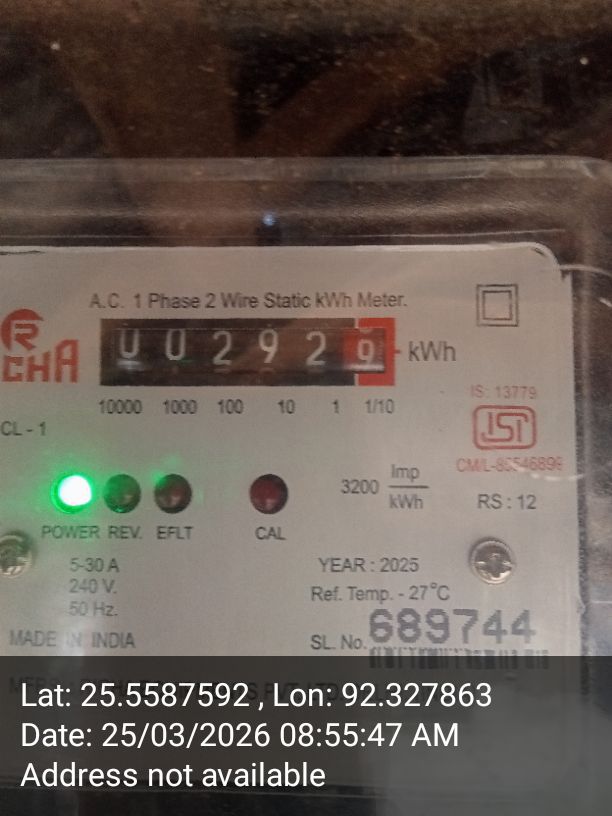 A.C. 1 Phase 2 Wire Static kWh Meter.
R
CHA
0 0 2 9 2 9 kWh
10000 1000 100 10 1 1/10
IS : 13779
CL - 1
ISI
CM/L-
3200 Imp/kWh
RS : 12
POWER REV. EFLT CAL
5-30 A
YEAR : 2025
240 V.
Ref. Temp. - 27°C
50 Hz.
MADE IN INDIA
SL. No. 689744
Lat: 25.5587592 , Lon: 92.327863
Date: 25/03/2026 08:55:47 AM
Address not available